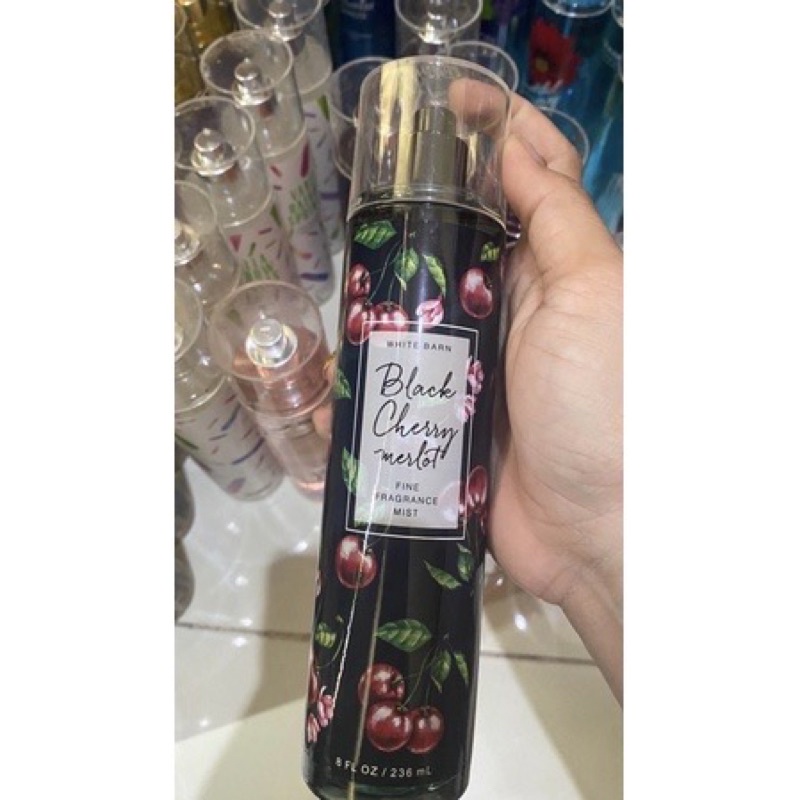 WHITE BARN
Black
Cherry
merlot
FINE
FRAGRANCE
MIST
8 FL OZ / 236 mL